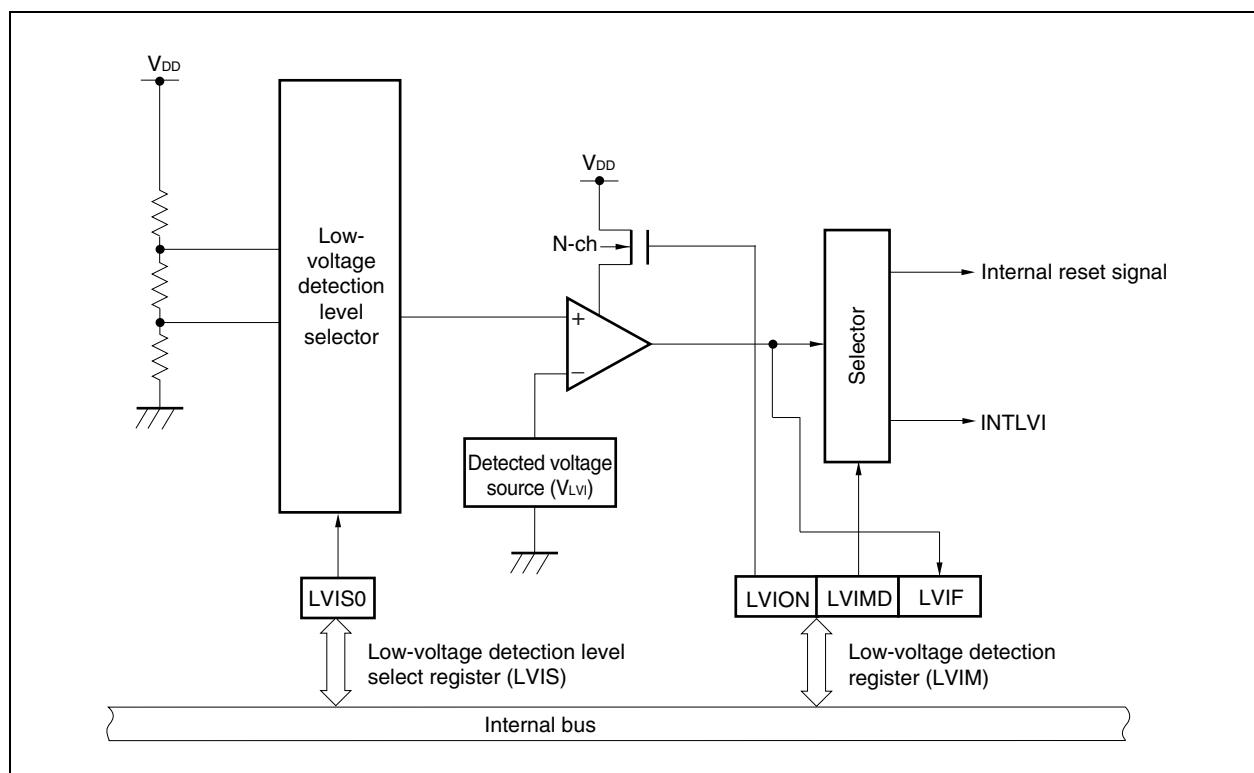 VDD
Low-
voltage
detection
level
selector
VDD
N-ch
+
−
Detected voltage
source (VLVI)
Selector
Internal reset signal
INTLVI
LVIS0
LVION
LVIMD
LVIF
Low-voltage detection level
select register (LVIS)
Low-voltage detection
register (LVIM)
Internal bus